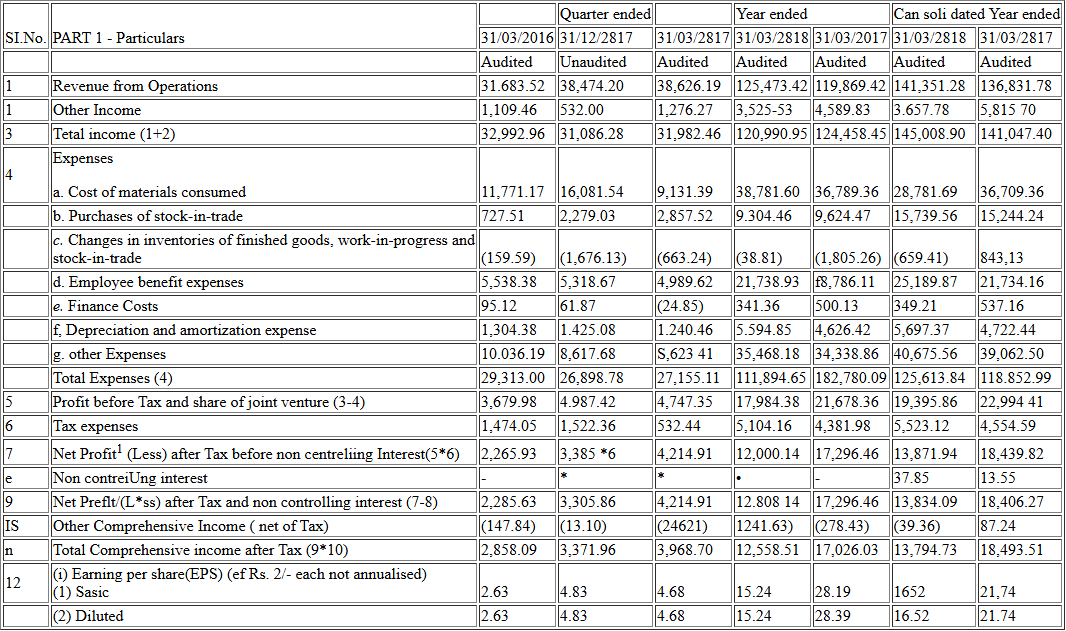 Quarter ended Year ended Can soli dated Year ended
SI.No. PART 1 - Particulars 31/03/2016 31/12/2817 31/03/2817 31/03/2818 31/03/2017 31/03/2818 31/03/2817
Audited Unaudited Audited Audited Audited Audited Audited
1 Revenue from Operations 31.683.52 38,474.20 38,626.19 125,473.42 119,869.42 141,351.28 136,831.78
1 Other Income 1,109.46 532.00 1,276.27 3,525-53 4,589.83 3.657.78 5,815 70
3 Total income (1+2) 32,992.96 31,086.28 31,982.46 120,990.95 124,458.45 145,008.90 141,047.40
Expenses
4
a. Cost of materials consumed 11,771.17 16,081.54 9,131.39 38,781.60 36,789.36 28,781.69 36,709.36
b. Purchases of stock-in-trade 727.51 2,279.03 2,857.52 9.304.46 9,624.47 15,739.56 15,244.24
c. Changes in inventories of finished goods, work-in-progress and
stock-in-trade (159.59) (1,676.13) (663.24) (38.81) (1,805.26) (659.41) 843,13
d. Employee benefit expenses 5,538.38 5,318.67 4,989.62 21,738.93 f8,786.11 25,189.87 21,734.16
e. Finance Costs 95.12 61.87 (24.85) 341.36 500.13 349.21 537.16
f, Depreciation and amortization expense 1,304.38 1.425.08 1.240.46 5.594.85 4,626.42 5,697.37 4,722.44
g. other Expenses 10.036.19 8,617.68 S,623 41 35,468.18 34,338.86 40,675.56 39,062.50
Total Expenses (4) 29,313.00 26,898.78 27,155.11 111,894.65 182,780.09 125,613.84 118.852.99
5 Profit before Tax and share of joint venture (3-4) 3,679.98 4.987.42 4,747.35 17,984.38 21,678.36 19,395.86 22,994 41
6 Tax expenses 1,474.05 1,522.36 532.44 5,104.16 4,381.98 5,523.12 4,554.59
7 Net Profit1 (Less) after Tax before non centreliing Interest(5*6) 2,265.93 3,385 *6 4,214.91 12,000.14 17,296.46 13,871.94 18,439.82
e Non contreiUng interest - * * • - 37.85 13.55
9 Net Preflt/(L*ss) after Tax and non controlling interest (7-8) 2,285.63 3,305.86 4,214.91 12.808 14 17,296.46 13,834.09 18,406.27
IS Other Comprehensive Income ( net of Tax) (147.84) (13.10) (24621) 1241.63) (278.43) (39.36) 87.24
n Total Comprehensive income after Tax (9*10) 2,858.09 3,371.96 3,968.70 12,558.51 17,026.03 13,794.73 18,493.51
12 (i) Earning per share(EPS) (ef Rs. 2/- each not annualised)
(1) Sasic 2.63 4.83 4.68 15.24 28.19 1652 21,74
(2) Diluted 2.63 4.83 4.68 15.24 28.39 16.52 21.74